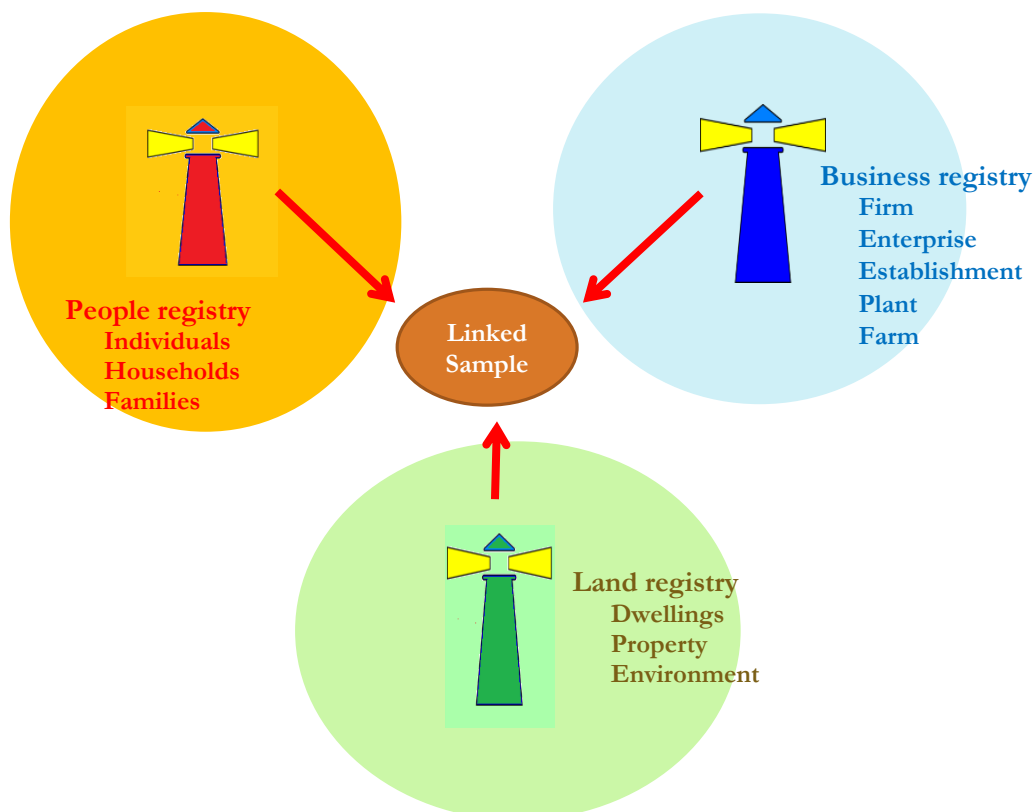 People registry
Individuals
Households
Families
Linked
Sample
Business registry
Firm
Enterprise
Establishment
Plant
Farm
Land registry
Dwellings
Property
Environment